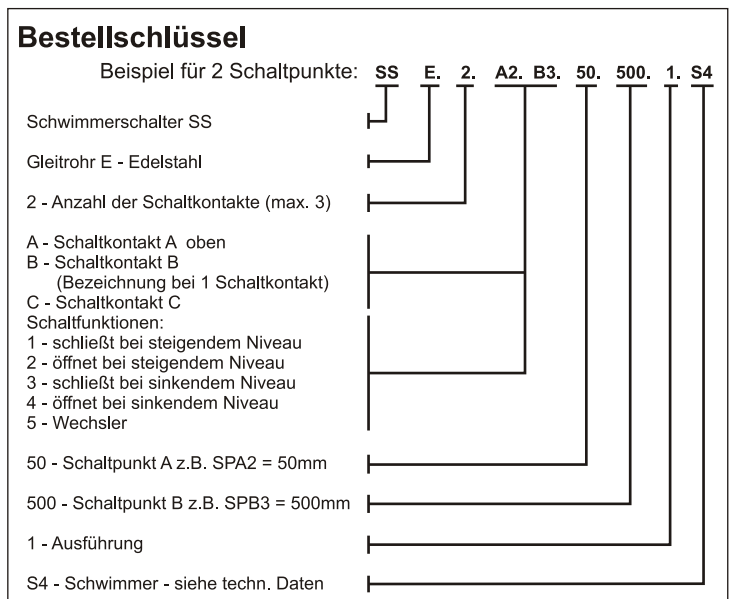 Bestellschlüssel
Beispiel für 2 Schaltpunkte: SS E. 2. A2. B3. 50. 500. 1. S4
Schwimmerschalter SS
Gleitrohr E - Edelstahl
2 - Anzahl der Schaltkontakte (max. 3)
A - Schaltkontakt A oben
B - Schaltkontakt B
(Bezeichnung bei 1 Schaltkontakt)
C - Schaltkontakt C
Schaltfunktionen:
1 - schließt bei steigendem Niveau
2 - öffnet bei steigendem Niveau
3 - schließt bei sinkendem Niveau
4 - öffnet bei sinkendem Niveau
5 - Wechsler
50 - Schaltpunkt A z.B. SPA2 = 50mm
500 - Schaltpunkt B z.B. SPB3 = 500mm
1 - Ausführung
S4 - Schwimmer - siehe techn. Daten